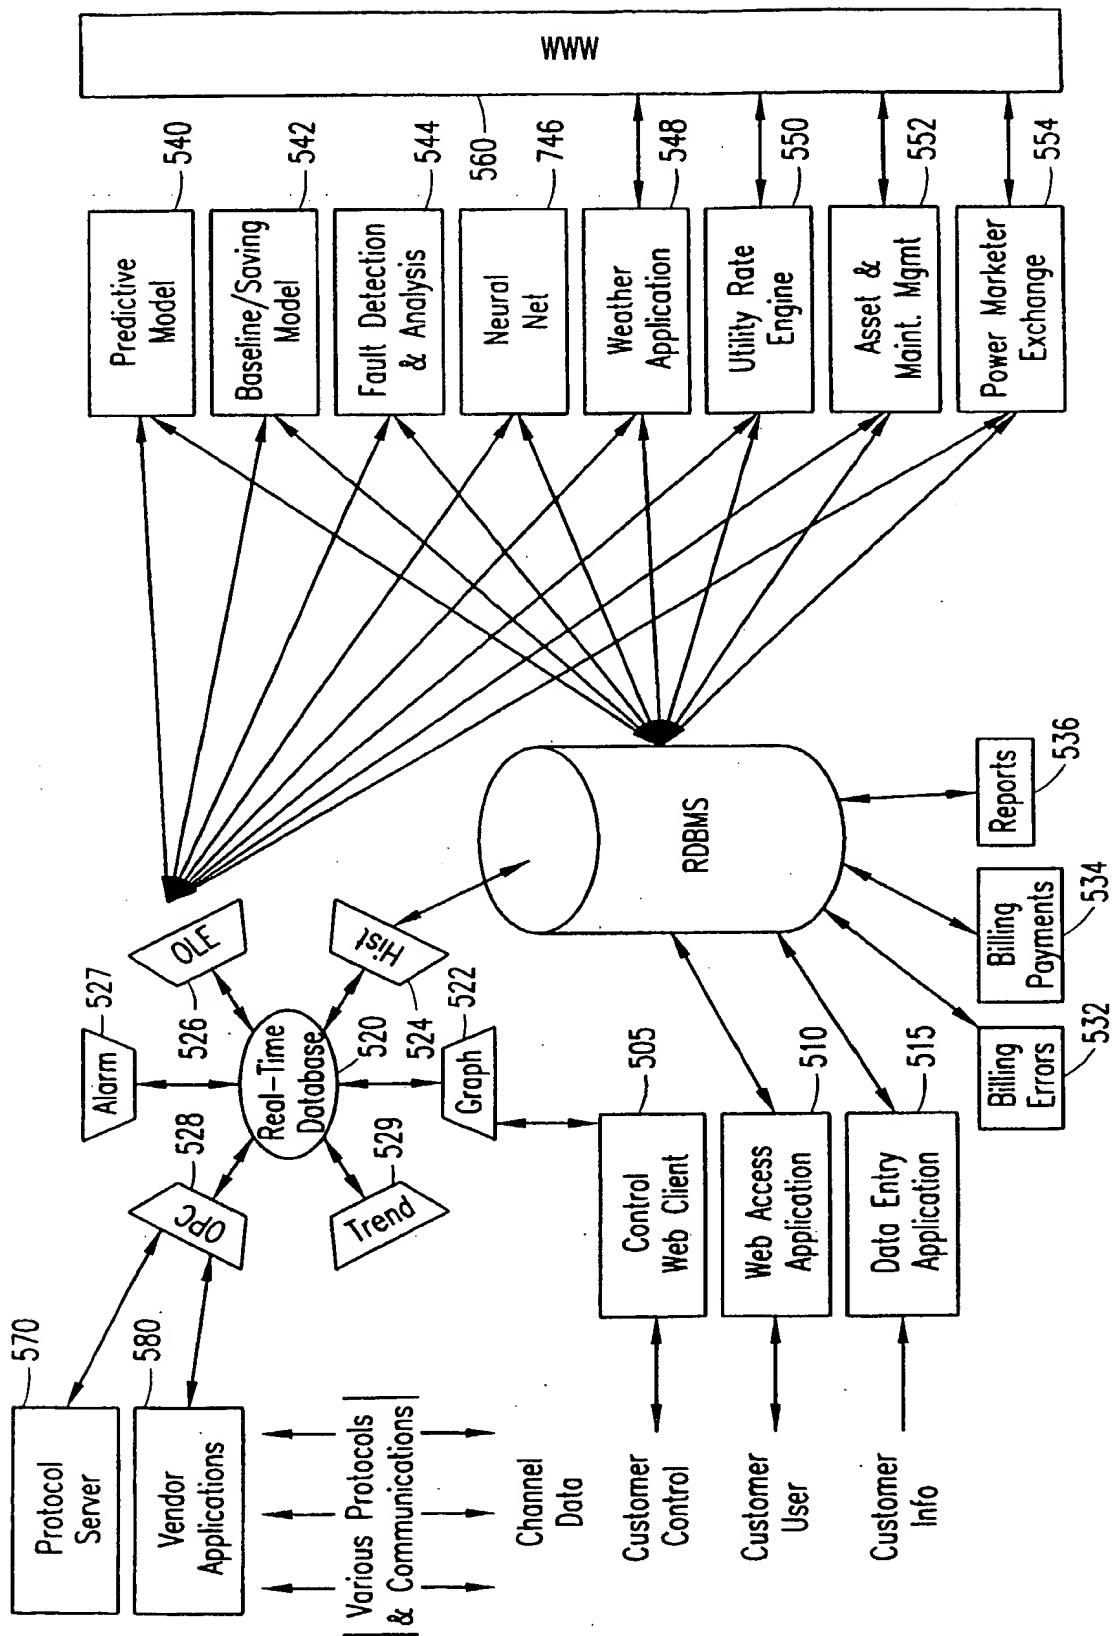 570
Protocol
Server
580
Vendor
Applications
Various Protocols
& Communications
Channel
Data
Customer
Control
Customer
User
Customer
Info
OPC
528
Alarm
527
OLE
526
Real-Time
Database
520
Hist
524
Graph
522
Trend
529
Control
Web Client
505
Web Access
Application
510
Data Entry
Application
515
RDBMS
Billing
Errors
532
Billing
Payments
534
Reports
536
Predictive
Model
540
Baseline/Saving
Model
542
Fault Detection
& Analysis
544
Neural
Net
746
Weather
Application
548
Utility Rate
Engine
550
Asset &
Maint. Mgmt
552
Power Marketer
Exchange
554
WWW
560